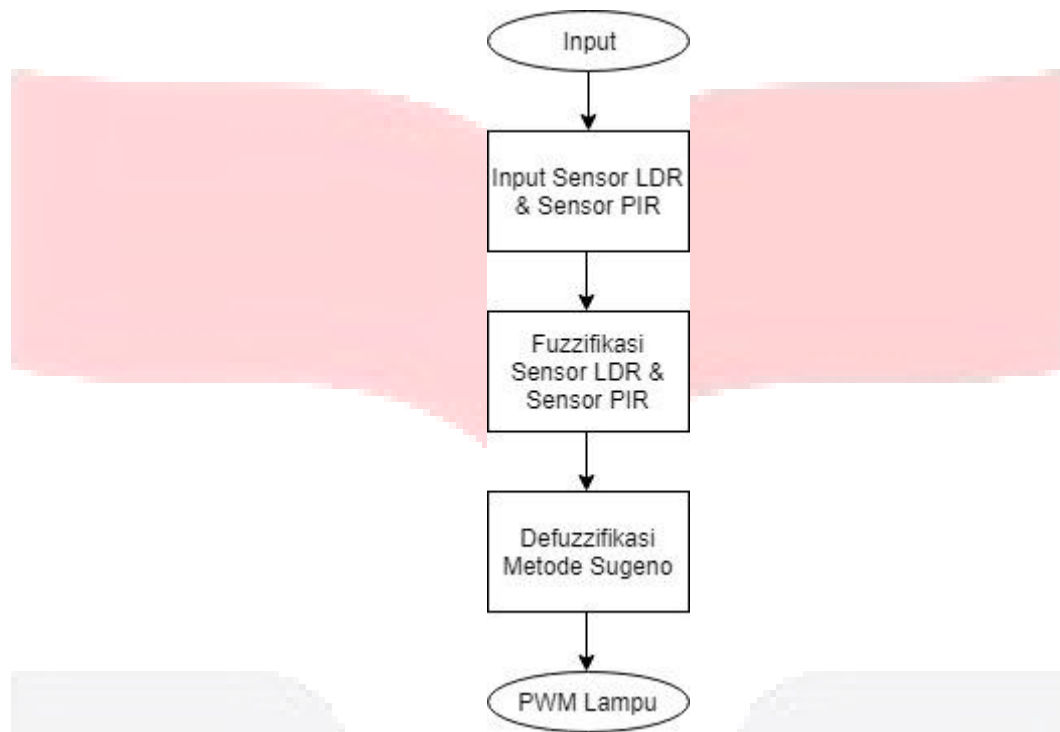 Input
Input Sensor LDR
& Sensor PIR
Fuzzifikasi
Sensor LDR &
Sensor PIR
Defuzzifikasi
Metode Sugeno
PWM Lampu